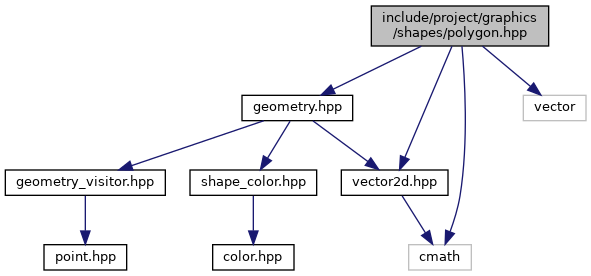 include/project/graphics
/shapes/polygon.hpp
geometry.hpp
vector
geometry_visitor.hpp
shape_color.hpp
vector2d.hpp
point.hpp
color.hpp
cmath